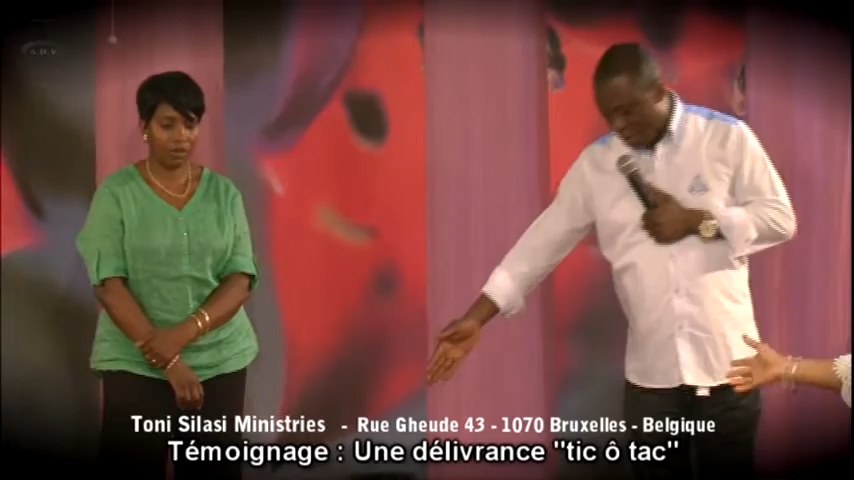 S.D.V
Toni Silasi Ministries - Rue Gheude 43 - 1070 Bruxelles - Belgique
Témoignage : Une délivrance "tic ô tac"